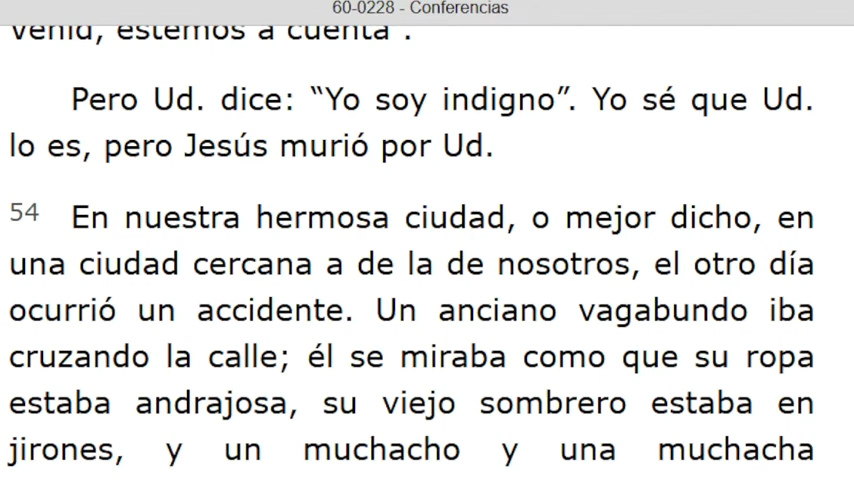 60-0228 - Conferencias
Venid, estemos a cuenta”.
Pero Ud. dice: “Yo soy indigno”. Yo sé que Ud.
lo es, pero Jesús murió por Ud.
54 En nuestra hermosa ciudad, o mejor dicho, en
una ciudad cercana a de la de nosotros, el otro día
ocurrió un accidente. Un anciano vagabundo iba
cruzando la calle; él se miraba como que su ropa
estaba andrajosa, su viejo sombrero estaba en
jirones, y un muchacho y una muchacha